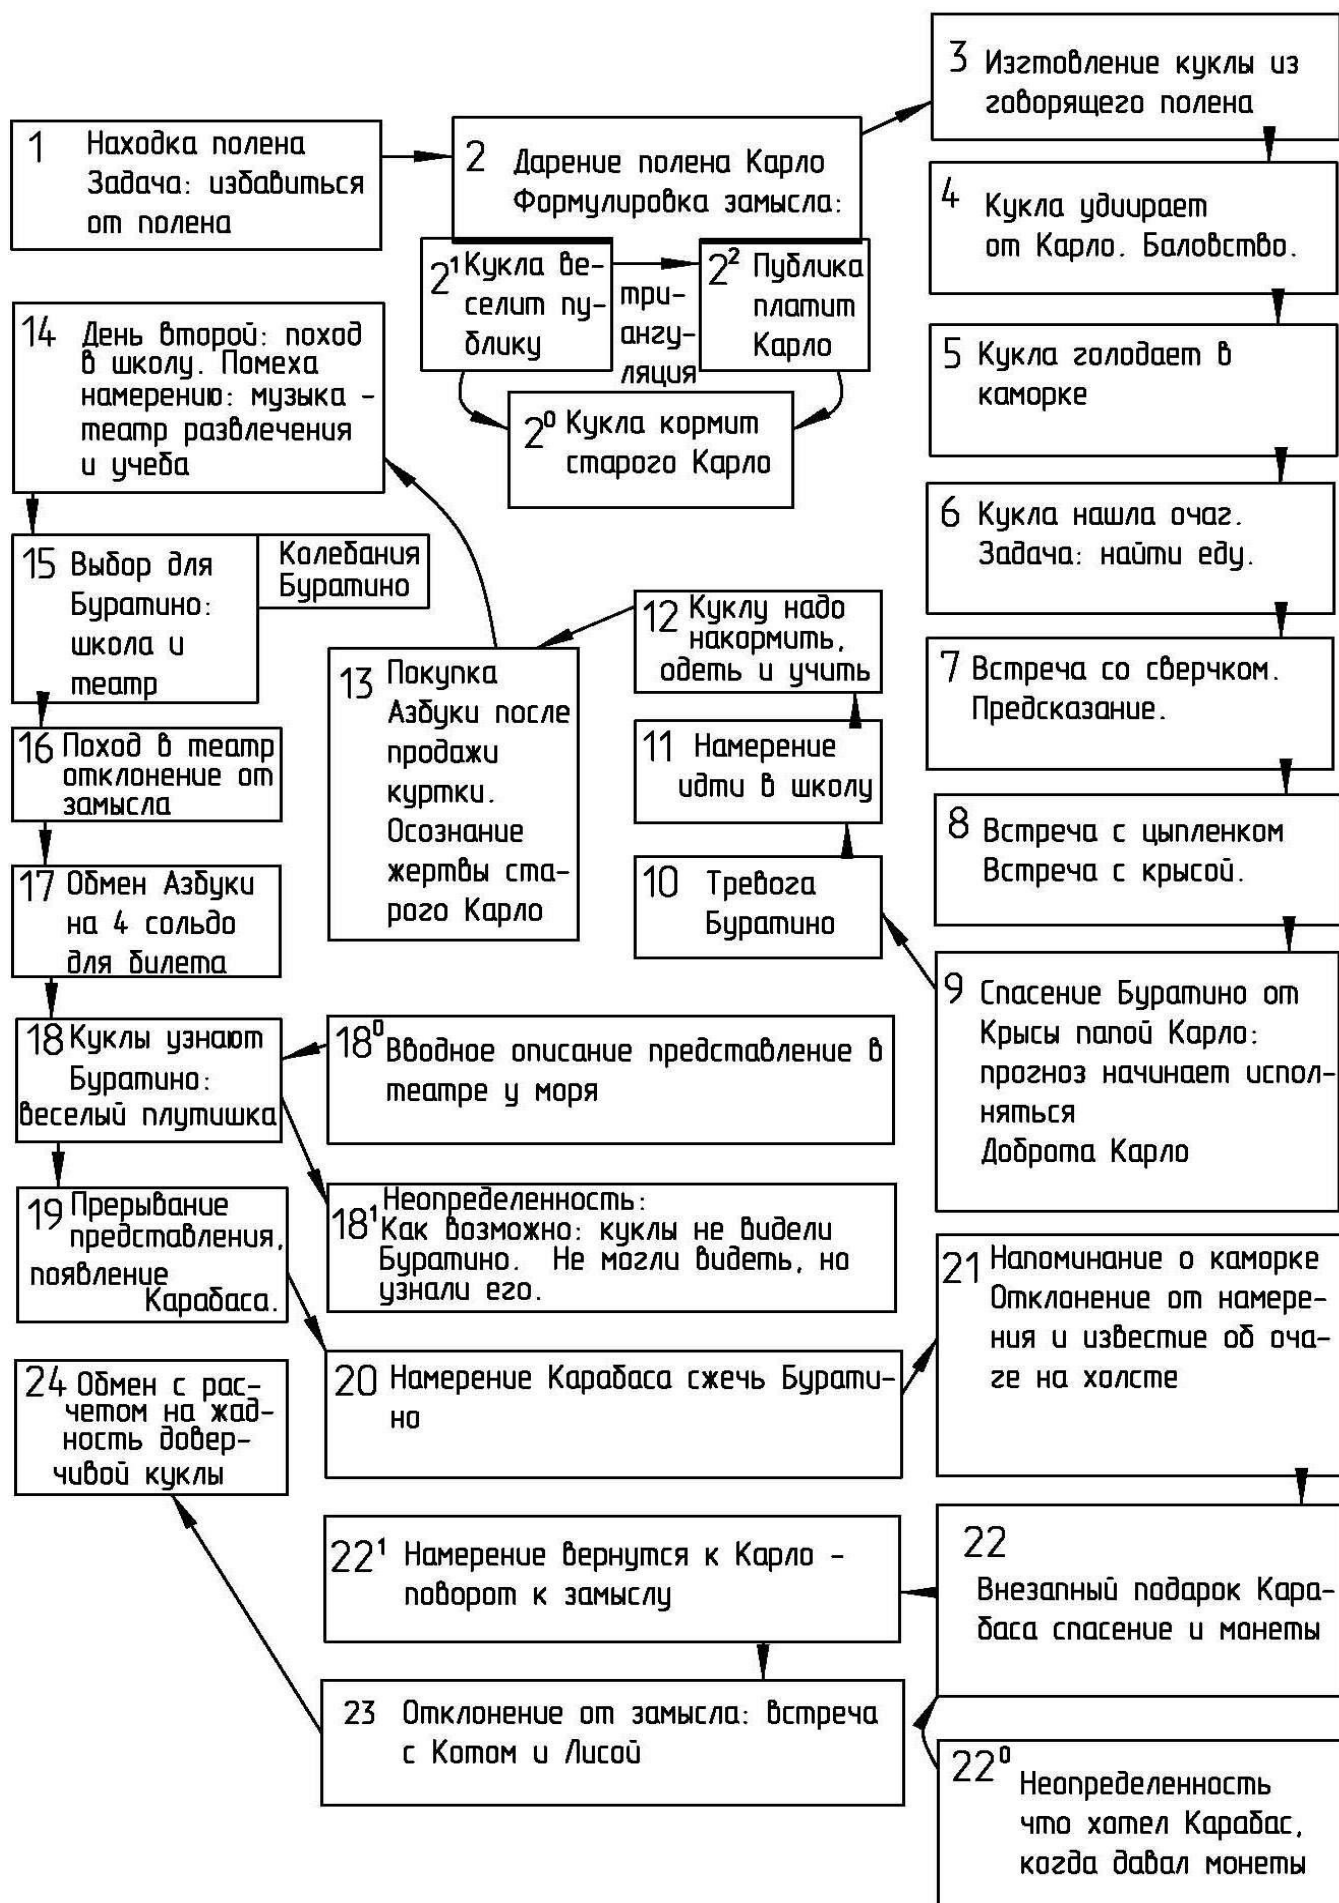 1 Находка полена
Задача: избавиться
от полена
2 Дарение полена Карло
Формулировка замысла:
2¹ Кукла ве-
селит пу-
блику
три-
ангу-
ляция
2² Публика
платит
Карло
2⁰ Кукла кормит
старого Карло
3 Изгтовление куклы из
говорящего полена
4 Кукла удиирает
от Карло. Баловство.
5 Кукла голодает в
каморке
6 Кукла нашла очаг.
Задача: найти еду.
7 Встреча со сверчком.
Предсказание.
8 Встреча с цыпленком
Встреча с крысой.
9 Спасение Буратино от
Крысы папой Карло:
прогноз начинает испол-
няться
Доброта Карло
10 Тревога
Буратино
11 Намерение
идти в школу
12 Куклу надо
накормить,
одеть и учить
13 Покупка
Азбуки после
продажи
куртки.
Осознание
жертвы ста-
рого Карло
14 День второй: поход
в школу. Помеха
намерению: музыка -
театр развлечения
и учеба
15 Выбор для
Буратино:
школа и
театр
Колебания
Буратино
16 Поход в театр
отклонение от
замысла
17 Обмен Азбуки
на 4 сольдо
для билета
18 Куклы узнают
Буратино:
веселый плутишка
18⁰ Вводное описание представление в
театре у моря
18¹ Неопределенность:
Как возможно: куклы не видели
Буратино. Не могли видеть, но
узнали его.
19 Прерывание
представления,
появление
Карабаса.
20 Намерение Карабаса сжечь Бурати-
но
21 Напоминание о каморке
Отклонение от намере-
ния и известие об оча-
ге на холсте
22
Внезапный подарок Кара-
баса спасение и монеты
22⁰ Неопределенность
что хотел Карабас,
когда давал монеты
22¹ Намерение вернутся к Карло -
поворот к замыслу
23 Отклонение от замысла: встреча
с Котом и Лисой
24 Обмен с рас-
четом на жад-
ность довер-
чивой куклы